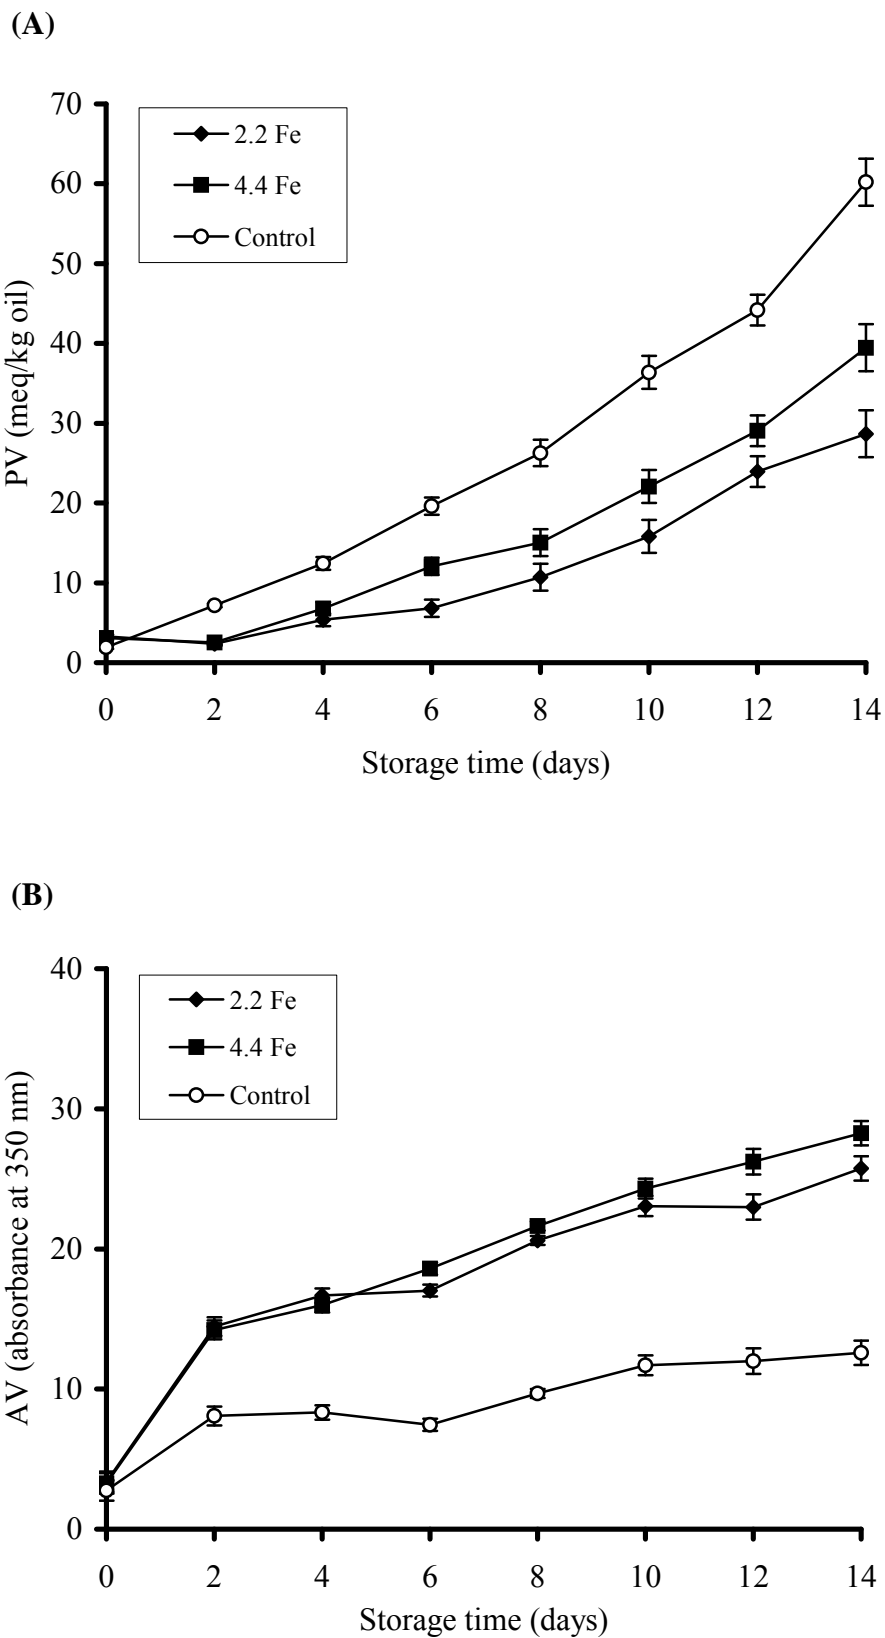 (A)
70
60
50
40
30
20
10
0
PV (meq/kg oil)
2.2 Fe
4.4 Fe
Control
0 2 4 6 8 10 12 14
Storage time (days)
(B)
40
30
20
10
0
AV (absorbance at 350 nm)
2.2 Fe
4.4 Fe
Control
0 2 4 6 8 10 12 14
Storage time (days)